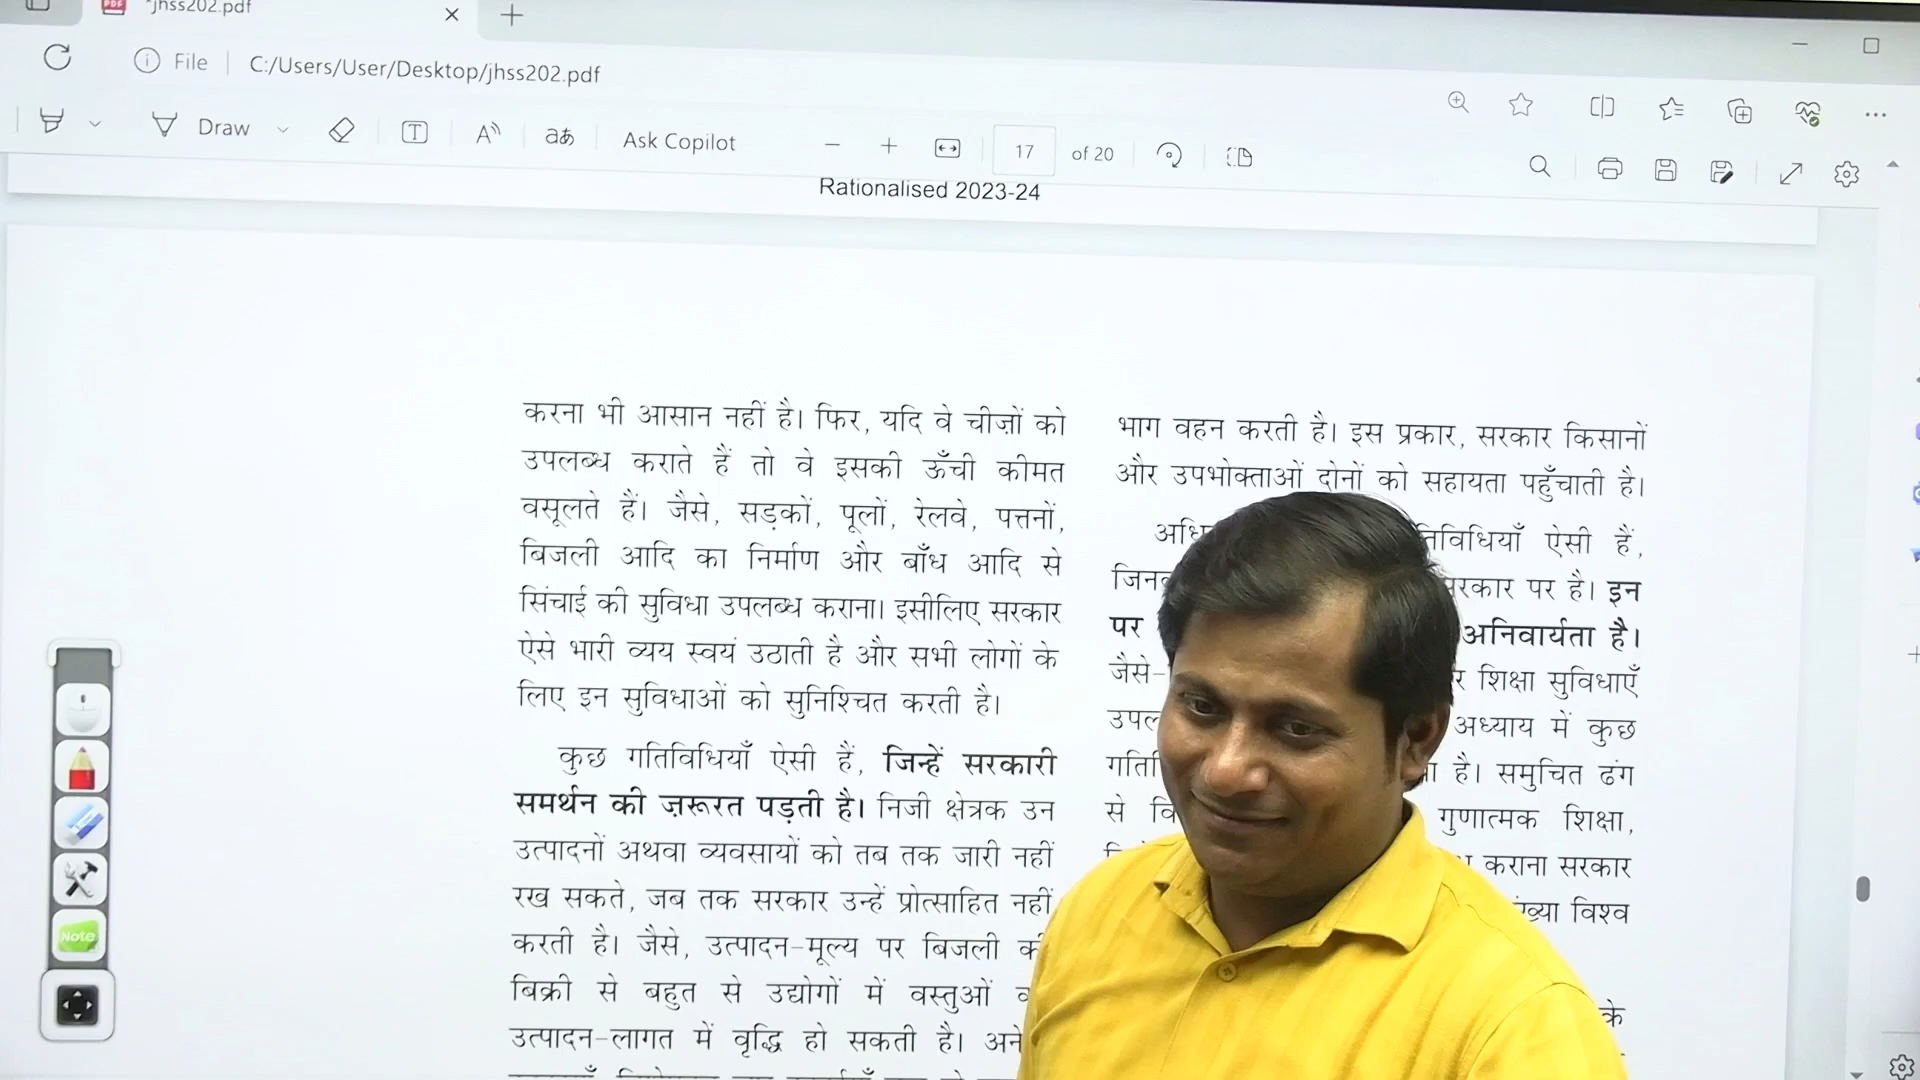 *jhss202.pdf
File C:/Users/User/Desktop/jhss202.pdf
Draw T A aあ Ask Copilot 17 of 20
Rationalised 2023-24
करना भी आसान नहीं है। फिर, यदि वे चीज़ों को
उपलब्ध कराते हैं तो वे इसकी ऊँची कीमत
वसूलते हैं। जैसे, सड़कों, पूलों, रेलवे, पत्तनों,
बिजली आदि का निर्माण और बाँध आदि से
सिंचाई की सुविधा उपलब्ध कराना। इसीलिए सरकार
ऐसे भारी व्यय स्वयं उठाती है और सभी लोगों के
लिए इन सुविधाओं को सुनिश्चित करती है।
कुछ गतिविधियाँ ऐसी हैं, जिन्हें सरकारी
समर्थन की ज़रूरत पड़ती है। निजी क्षेत्रक उन
उत्पादनों अथवा व्यवसायों को तब तक जारी नहीं
रख सकते, जब तक सरकार उन्हें प्रोत्साहित नहीं
करती है। जैसे, उत्पादन-मूल्य पर बिजली
बिक्री से बहुत से उद्योगों में वस्तुओं
उत्पादन-लागत में वृद्धि हो सकती है।
भाग वहन करती है। इस प्रकार, सरकार किसानों
और उपभोक्ताओं दोनों को सहायता पहुँचाती है।
ऐसी हैं,
पर है। इन
पर अनिवार्यता है।
जैसे- शिक्षा सुविधाएँ
अध्याय में कुछ
है। समुचित ढंग
से गुणात्मक शिक्षा,
कराना सरकार
विश्व
के
Note